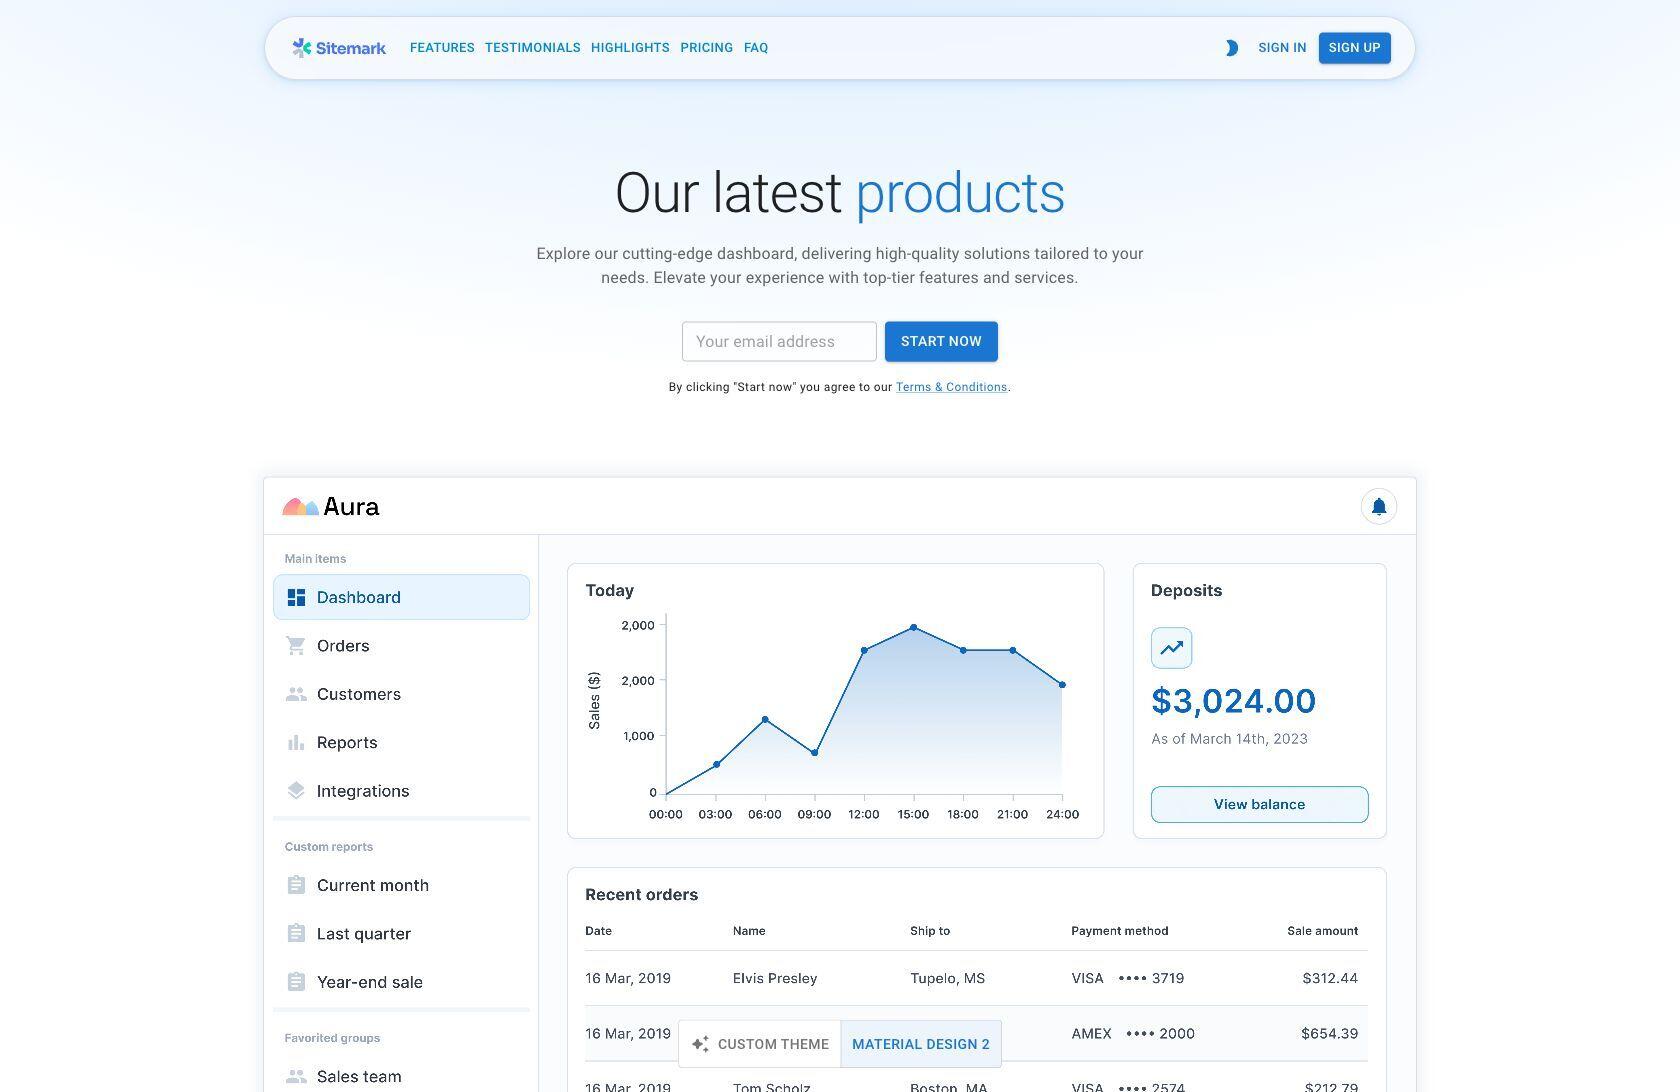 Sitemark FEATURES TESTIMONIALS HIGHLIGHTS PRICING FAQ SIGN IN SIGN UP
Our latest products
Explore our cutting-edge dashboard, delivering high-quality solutions tailored to your
needs. Elevate your experience with top-tier features and services.
Your email address START NOW
By clicking "Start now" you agree to our Terms & Conditions.
Aura
Main items
Dashboard
Orders
Customers
Reports
Integrations
Custom reports
Current month
Last quarter
Year-end sale
Favorited groups
Sales team
Today
Sales ($)
2,000
2,000
1,000
0
00:00 03:00 06:00 09:00 12:00 15:00 18:00 21:00 24:00
Deposits
$3,024.00
As of March 14th, 2023
View balance
Recent orders
Date Name Ship to Payment method Sale amount
16 Mar, 2019 Elvis Presley Tupelo, MS VISA •••• 3719 $312.44
16 Mar, 2019 AMEX •••• 2000 $654.39
CUSTOM THEME MATERIAL DESIGN 2
16 Mar, 2019 Tom Scholz Boston, MA VISA •••• 2574 $212.79